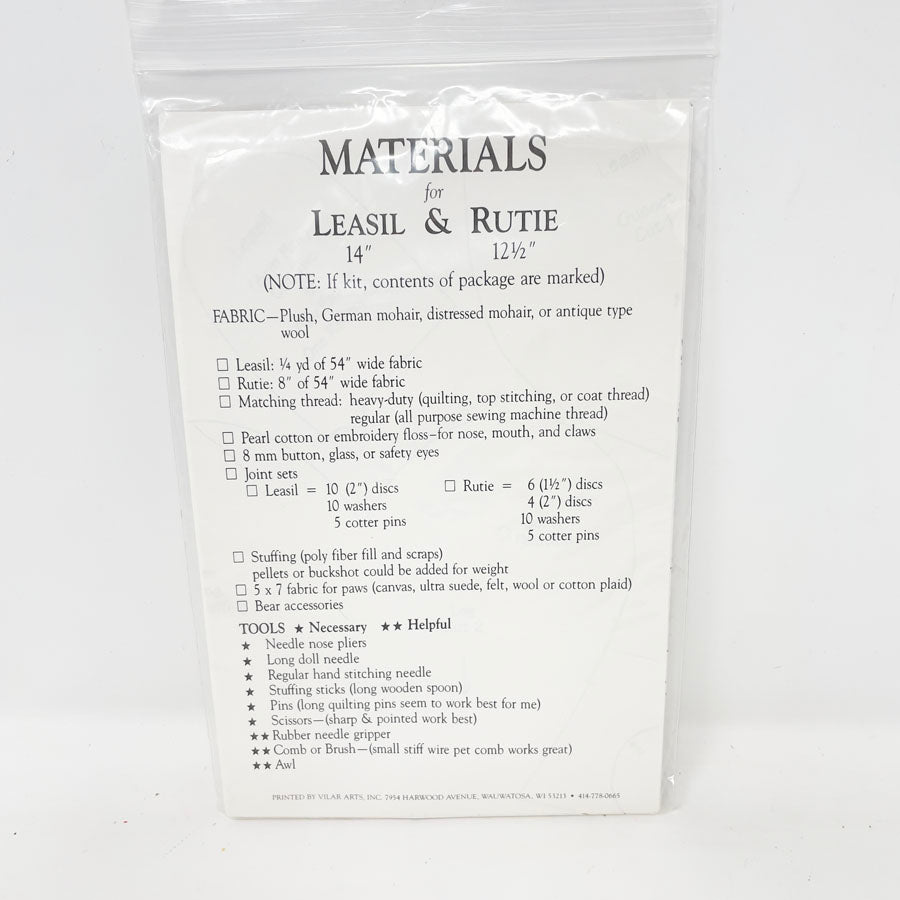 MATERIALS
for
LEASIL & RUTIE
14" 12½"
(NOTE: If kit, contents of package are marked)
FABRIC—Plush, German mohair, distressed mohair, or antique type
wool
☐ Leasil: ¼ yd of 54" wide fabric
☐ Rutie: 8" of 54" wide fabric
☐ Matching thread: heavy-duty (quilting, top stitching, or coat thread)
regular (all purpose sewing machine thread)
☐ Pearl cotton or embroidery floss–for nose, mouth, and claws
☐ 8 mm button, glass, or safety eyes
☐ Joint sets
☐ Leasil = 10 (2") discs ☐ Rutie = 6 (1½") discs
10 washers 4 (2") discs
5 cotter pins 10 washers
5 cotter pins
☐ Stuffing (poly fiber fill and scraps)
pellets or buckshot could be added for weight
☐ 5 x 7 fabric for paws (canvas, ultra suede, felt, wool or cotton plaid)
☐ Bear accessories
TOOLS ★ Necessary ★★ Helpful
★ Needle nose pliers
★ Long doll needle
★ Regular hand stitching needle
★ Stuffing sticks (long wooden spoon)
★ Pins (long quilting pins seem to work best for me)
★ Scissors—(sharp & pointed work best)
★★ Rubber needle gripper
★★ Comb or Brush—(small stiff wire pet comb works great)
★★ Awl
PRINTED BY VILAR ARTS, INC. 7954 HARWOOD AVENUE, WAUWATOSA, WI 53213 • 414-778-0665